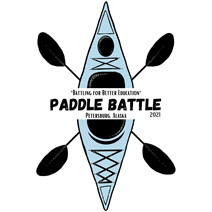 "Battling for Better Education"
PADDLE BATTLE
Petersburg, Alaska 2021